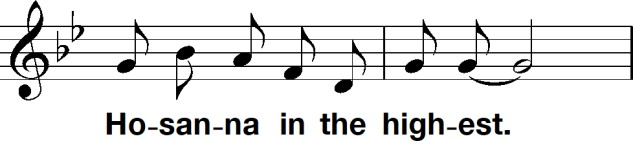 Ho-san-na in the high-est.